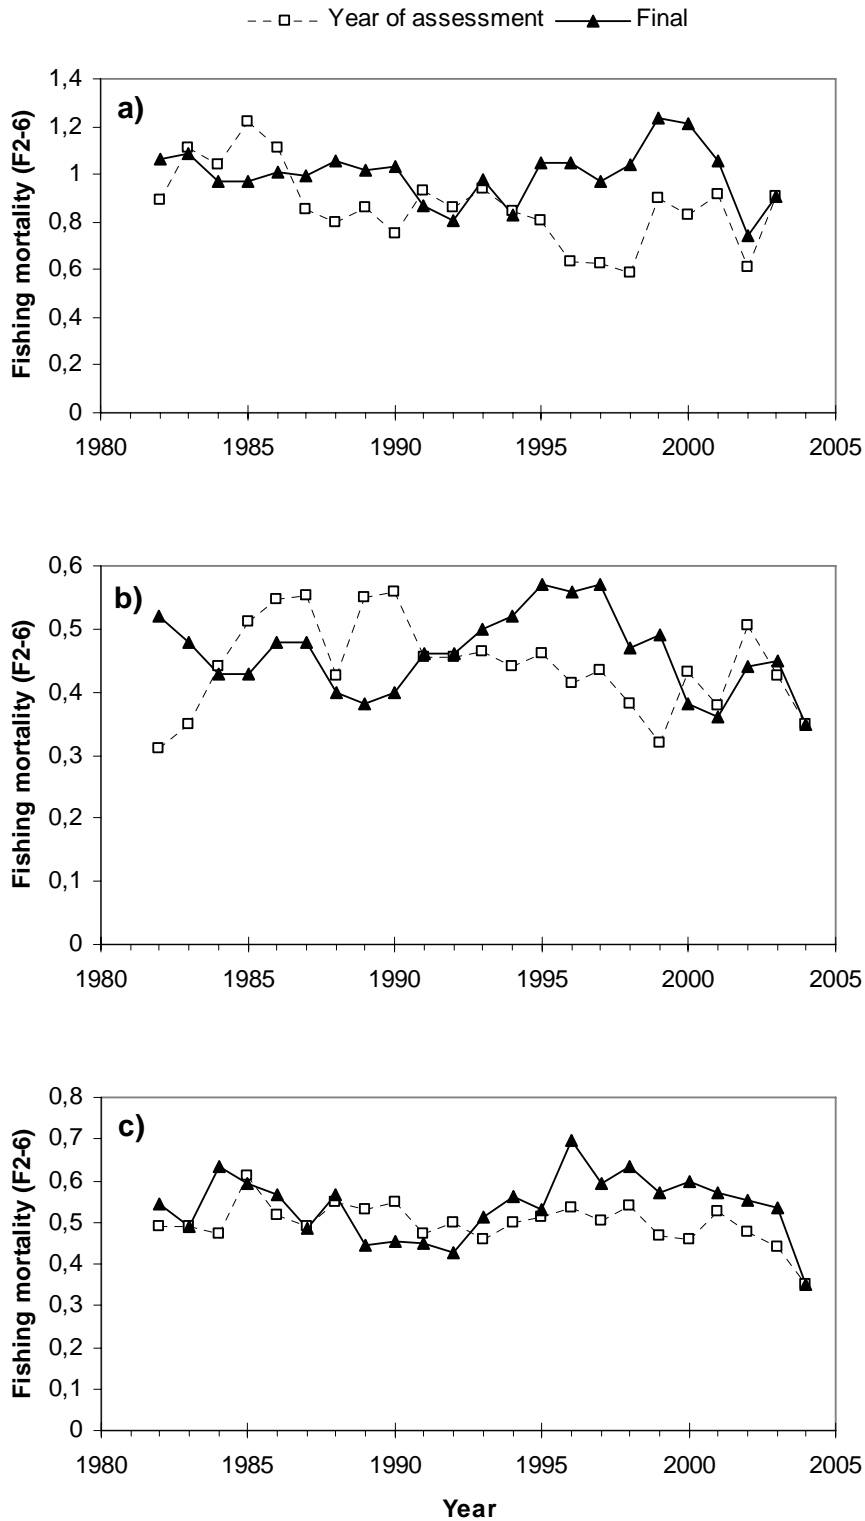 Year of assessment Final
1,4
1,2
1
0,8
0,6
0,4
0,2
0
Fishing mortality (F2-6)
a)
1980 1985 1990 1995 2000 2005
0,6
0,5
0,4
0,3
0,2
0,1
0
Fishing mortality (F2-6)
b)
1980 1985 1990 1995 2000 2005
0,8
0,7
0,6
0,5
0,4
0,3
0,2
0,1
0
Fishing mortality (F2-6)
c)
1980 1985 1990 1995 2000 2005
Year